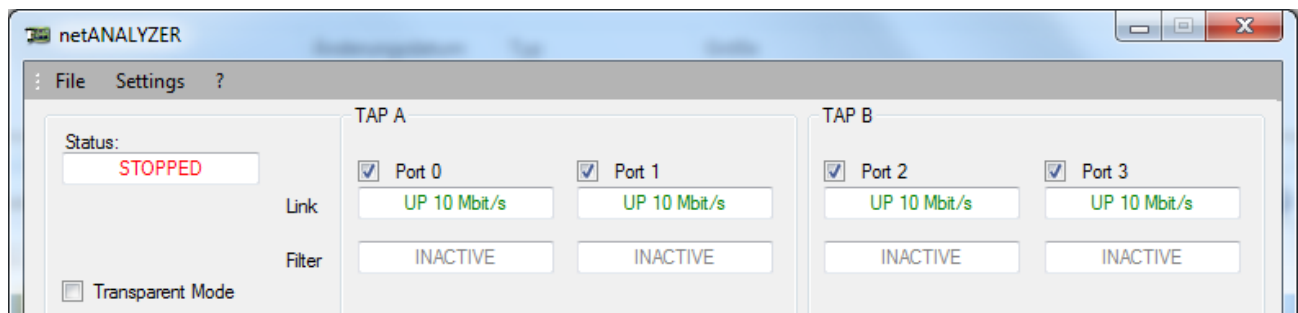 netANALYZER
File Settings ?
TAP A
TAP B
Status:
STOPPED
Port 0
Port 1
Port 2
Port 3
Link
UP 10 Mbit/s
UP 10 Mbit/s
UP 10 Mbit/s
UP 10 Mbit/s
Filter
INACTIVE
INACTIVE
INACTIVE
INACTIVE
Transparent Mode